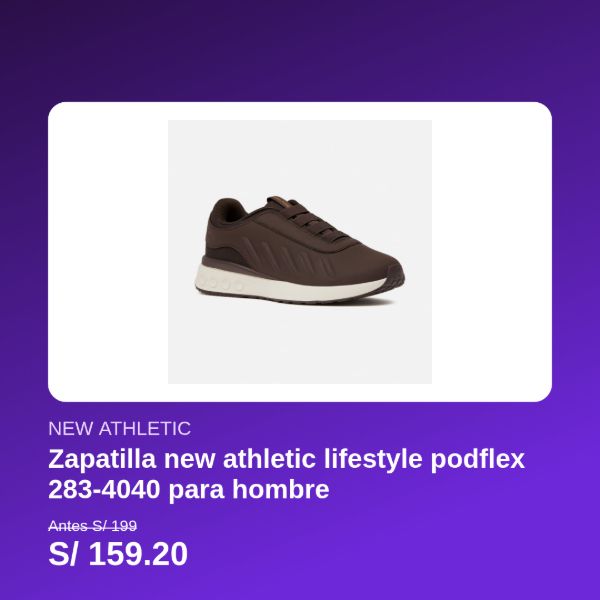 NEW ATHLETIC
Zapatilla new athletic lifestyle podflex
283-4040 para hombre
Antes S/ 199
S/ 159.20